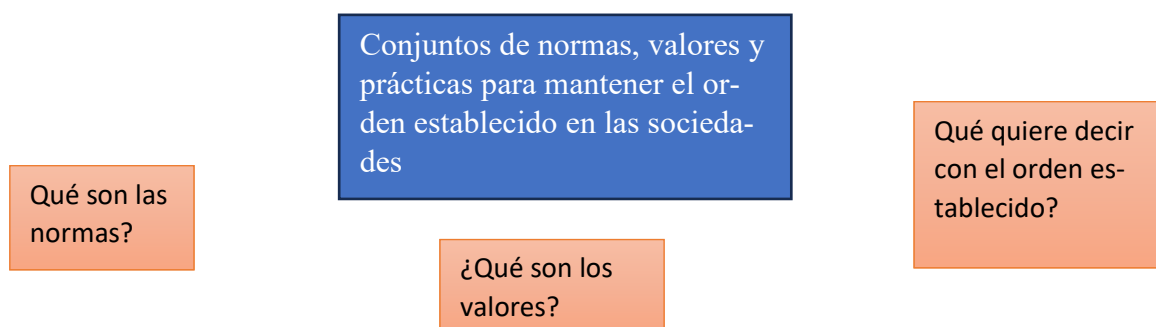 Conjuntos de normas, valores y
prácticas para mantener el or-
den establecido en las socieda-
des
Qué son las
normas?
¿Qué son los
valores?
Qué quiere decir
con el orden es-
tablecido?